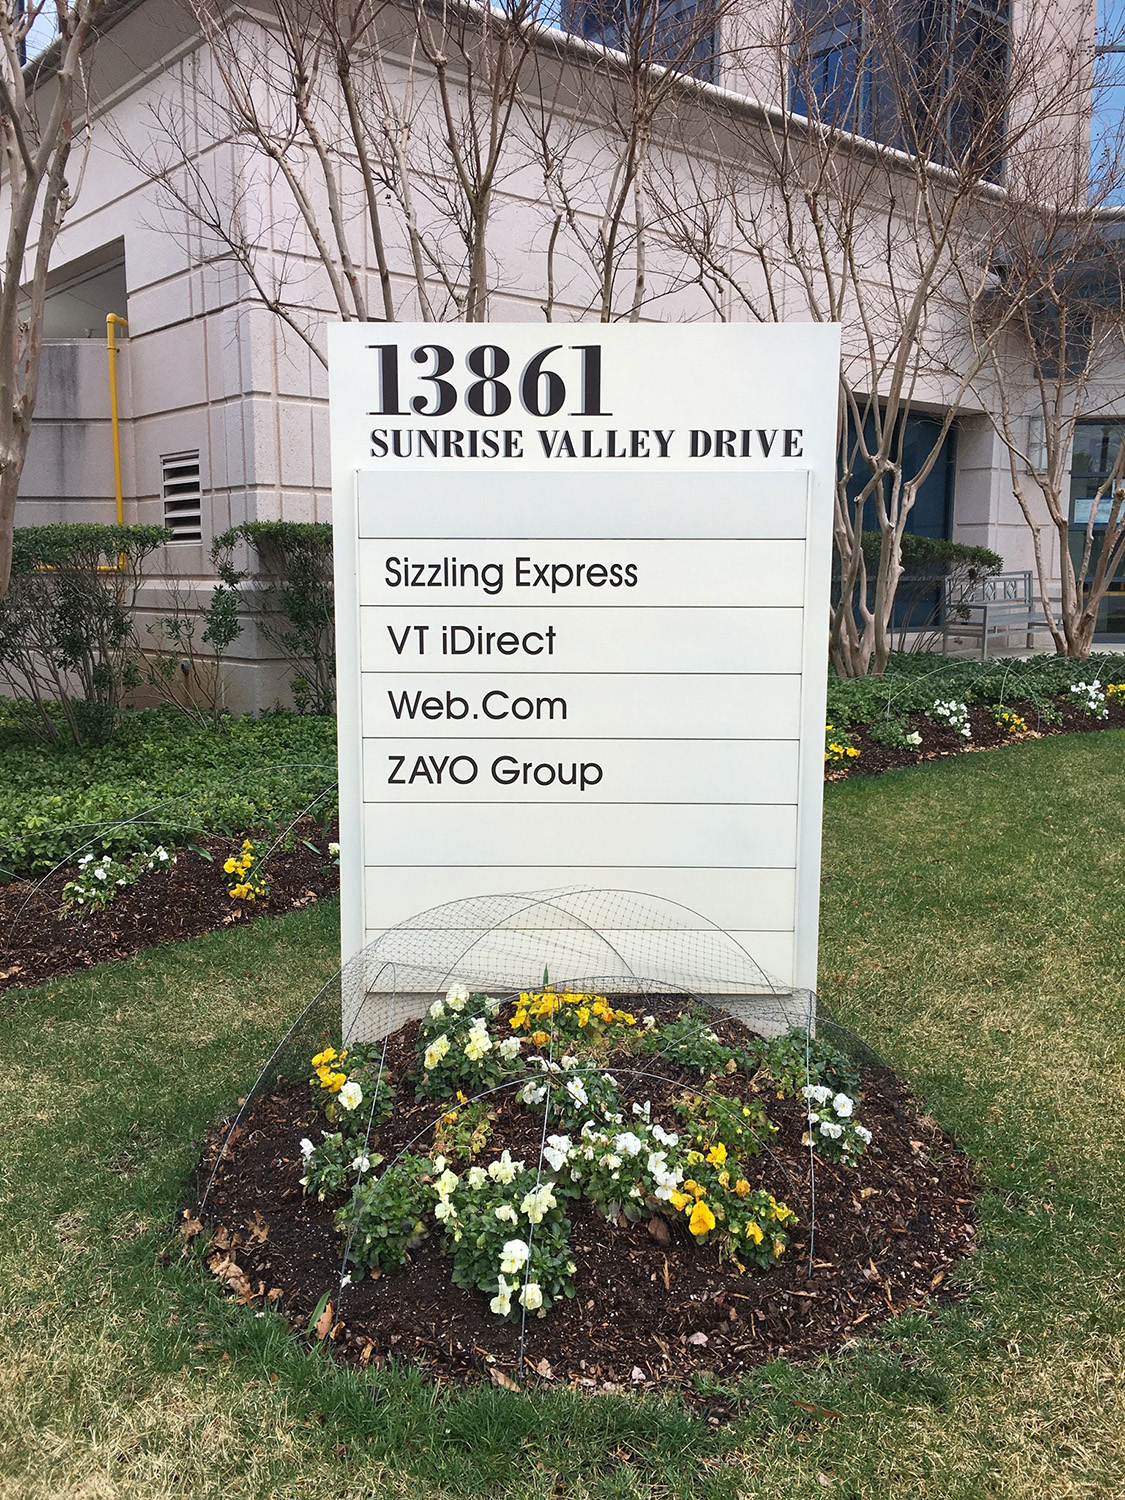 13861
SUNRISE VALLEY DRIVE
Sizzling Express
VT iDirect
Web.Com
ZAYO Group